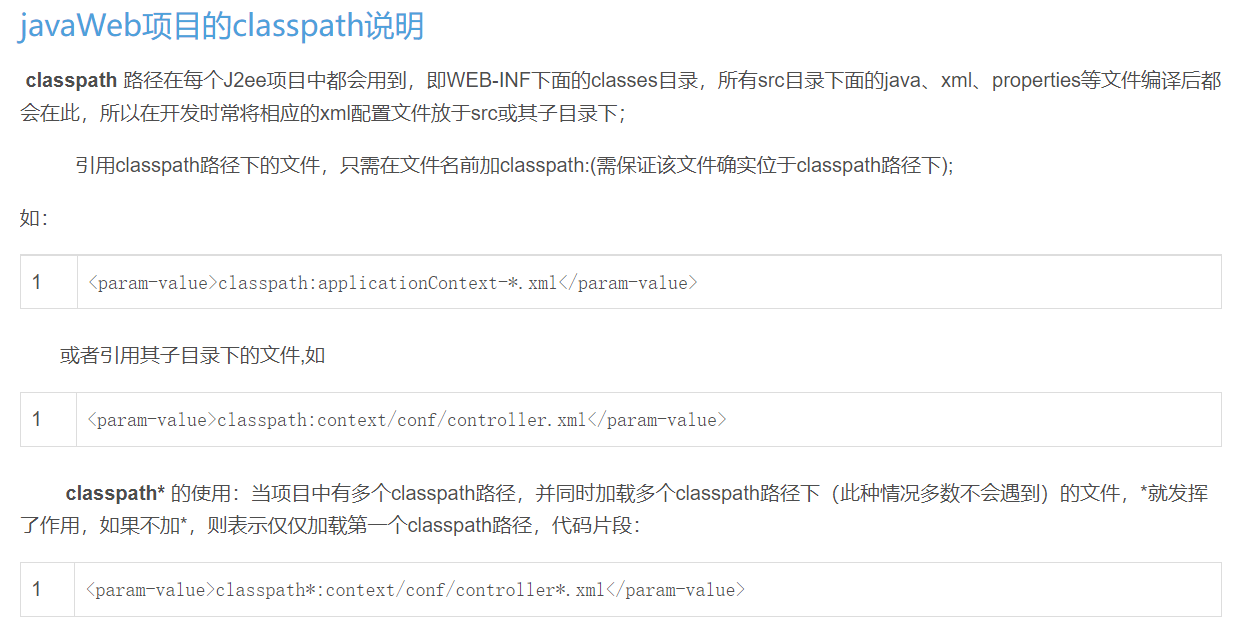 javaWeb项目的classpath说明
classpath 路径在每个J2ee项目中都会用到，即WEB-INF下面的classes目录，所有src目录下面的java、xml、properties等文件编译后都
会在此，所以在开发时常将相应的xml配置文件放于src或其子目录下；
引用classpath路径下的文件，只需在文件名前加classpath:(需保证该文件确实位于classpath路径下);
如：
1 <param-value>classpath:applicationContext-*.xml</param-value>
或者引用其子目录下的文件,如
1 <param-value>classpath:context/conf/controller.xml</param-value>
classpath* 的使用：当项目中有多个classpath路径，并同时加载多个classpath路径下（此种情况多数不会遇到）的文件，*就发挥
了作用，如果不加*，则表示仅仅加载第一个classpath路径，代码片段：
1 <param-value>classpath*:context/conf/controller*.xml</param-value>